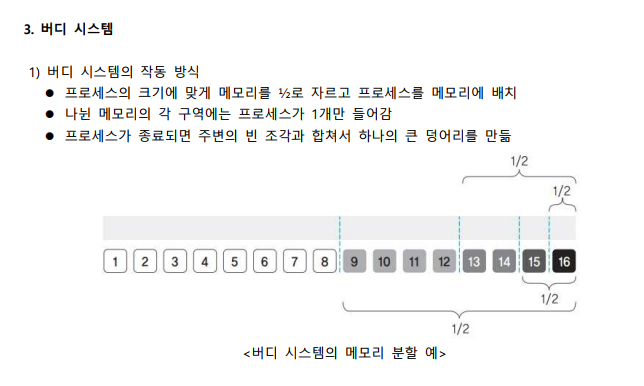 3. 버디 시스템
1) 버디 시스템의 작동 방식
● 프로세스의 크기에 맞게 메모리를 ½로 자르고 프로세스를 메모리에 배치
● 나뉜 메모리의 각 구역에는 프로세스가 1개만 들어감
● 프로세스가 종료되면 주변의 빈 조각과 합쳐서 하나의 큰 덩어리를 만듦
1/2
1/2
1 2 3 4 5 6 7 8 9 10 11 12 13 14 15 16
1/2
1/2
<버디 시스템의 메모리 분할 예>